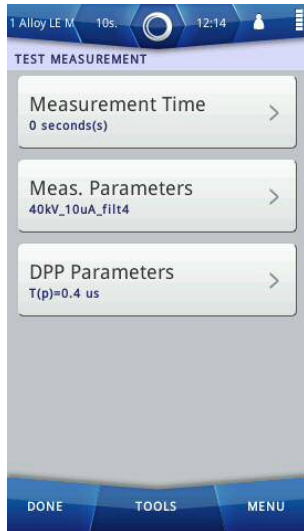 1 Alloy LE M 10s. 12:14
TEST MEASUREMENT
Measurement Time
0 seconds(s)
Meas. Parameters
40kV_10uA_filt4
DPP Parameters
T(p)=0.4 us
DONE TOOLS MENU